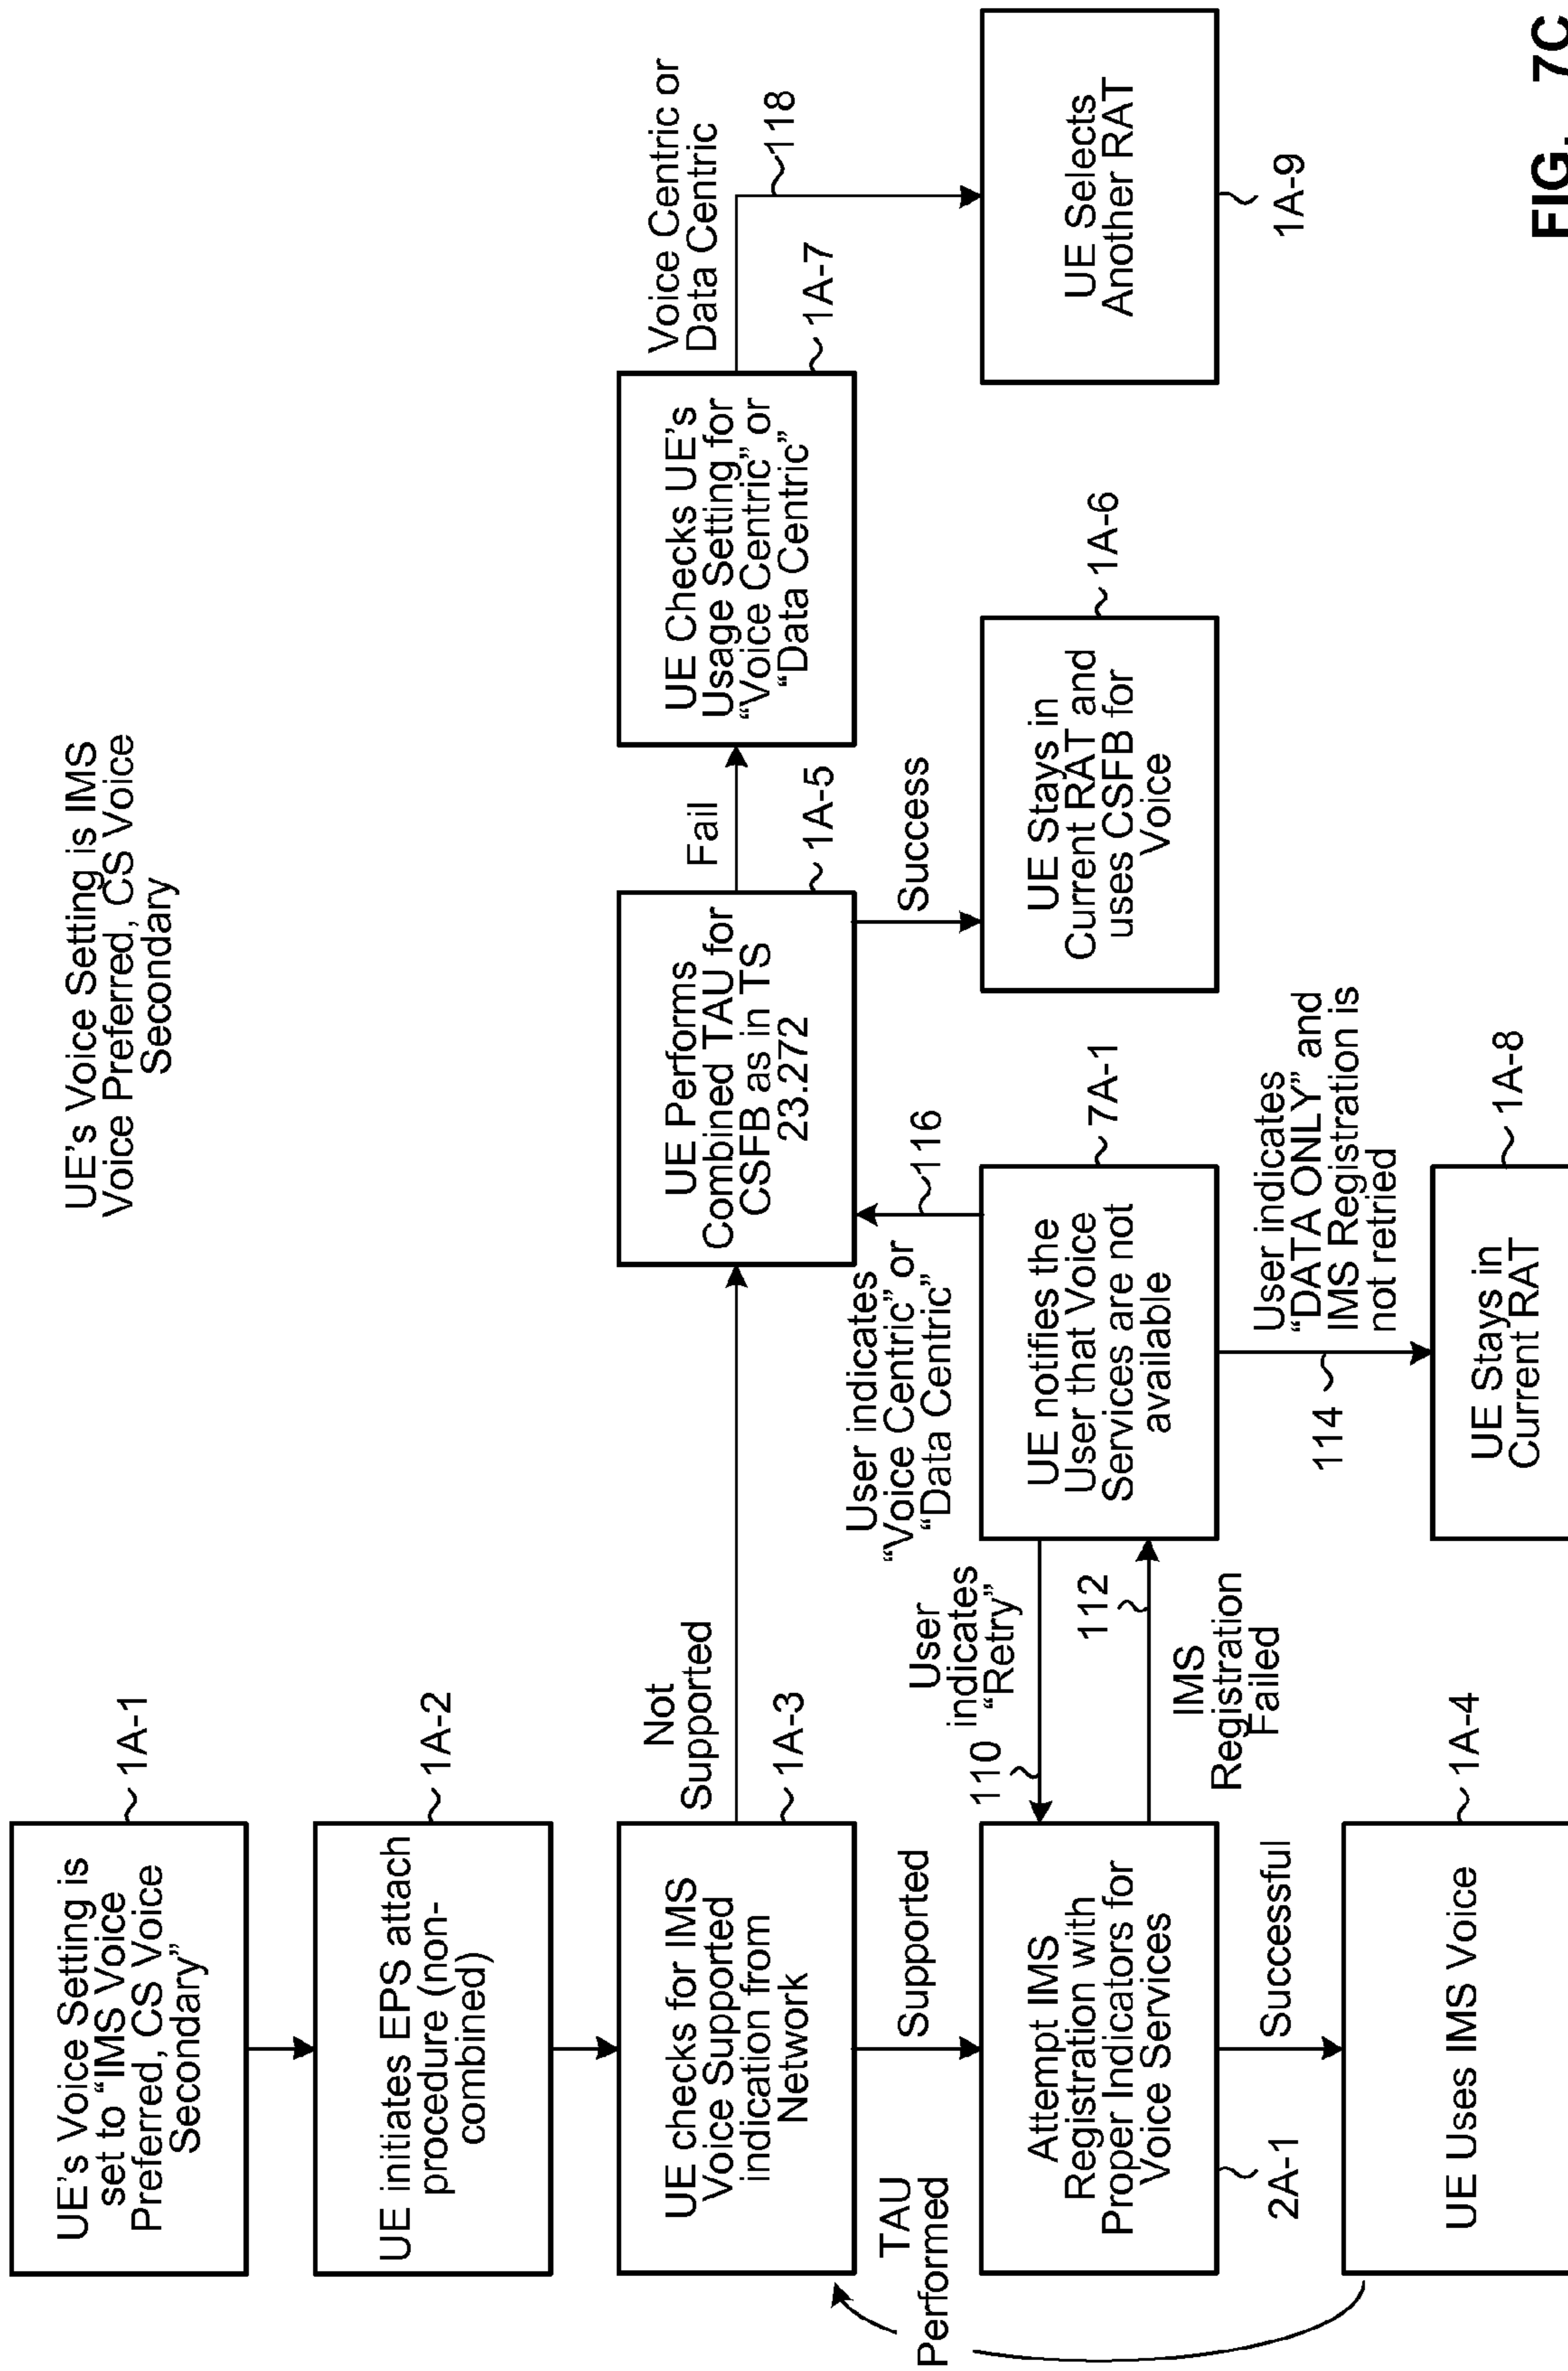 UE's Voice Setting is IMS
Voice Preferred, CS Voice
Secondary
UE's Voice Setting is
set to “IMS Voice
Preferred, CS Voice
Secondary”
1A-1
UE initiates EPS attach
procedure (non-
combined)
1A-2
UE checks for IMS
Voice Supported
indication from
Network
1A-3
Not
Supported
UE Performs
Combined TAU for
CSFB as in TS
23.272
1A-5
Fail
UE Checks UE's
Usage Setting for
“Voice Centric” or
“Data Centric”
1A-7
Voice Centric or
Data Centric
118
TAU
Performed
Supported
User
indicates
“Retry”
110
User indicates
“Voice Centric” or
“Data Centric”
116
Success
Attempt IMS
Registration with
Proper Indicators for
Voice Services
2A-1
112
IMS
Registration
Failed
UE notifies the
User that Voice
Services are not
available
7A-1
UE Stays in
Current RAT and
uses CSFB for
Voice
1A-6
UE Selects
Another RAT
1A-9
Successful
114
User indicates
“DATA ONLY” and
IMS Registration is
not retried
UE Uses IMS Voice
1A-4
UE Stays in
Current RAT
1A-8
FIG. 7C